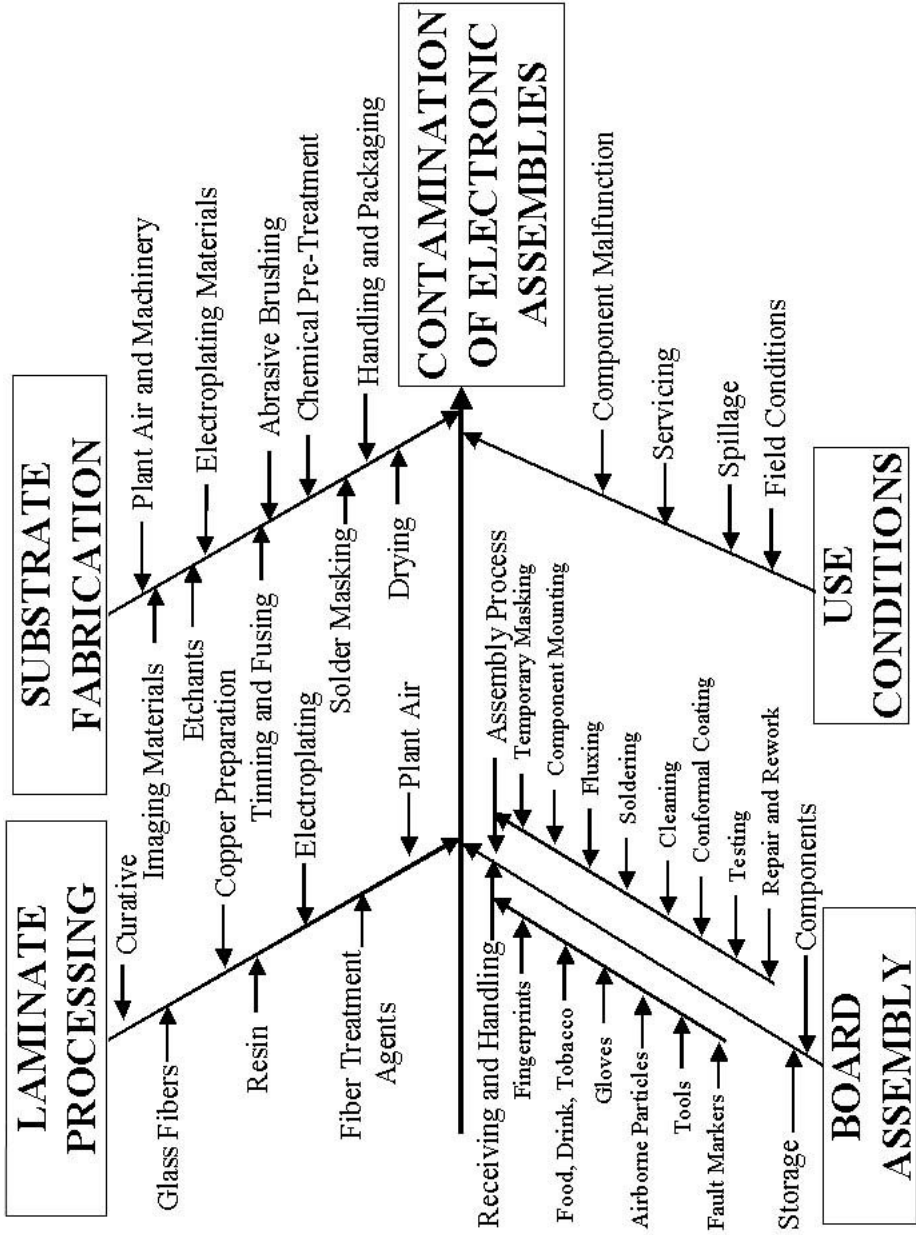 LAMINATE
PROCESSING
SUBSTRATE
FABRICATION
Curative
Glass Fibers
Copper Preparation
Resin
Electroplating
Fiber Treatment
Agents
Plant Air
Plant Air and Machinery
Imaging Materials
Electroplating Materials
Etchants
Abrasive Brushing
Tinning and Fusing
Chemical Pre-Treatment
Solder Masking
Handling and Packaging
Drying
CONTAMINATION
OF ELECTRONIC
ASSEMBLIES
Receiving and Handling
Fingerprints
Food, Drink, Tobacco
Gloves
Airborne Particles
Tools
Fault Markers
Storage
Assembly Process
Temporary Masking
Component Mounting
Fluxing
Soldering
Cleaning
Conformal Coating
Testing
Repair and Rework
Components
Component Malfunction
Servicing
Spillage
Field Conditions
BOARD
ASSEMBLY
USE
CONDITIONS